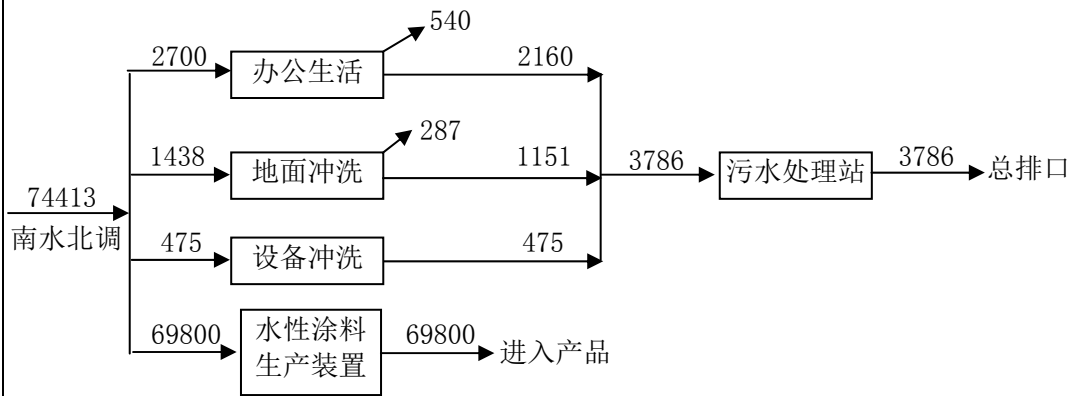 540
2700
办公生活
2160
287
1438
地面冲洗
1151
3786
污水处理站
3786
总排口
74413
南水北调
475
设备冲洗
475
69800
水性涂料
生产装置
69800
进入产品